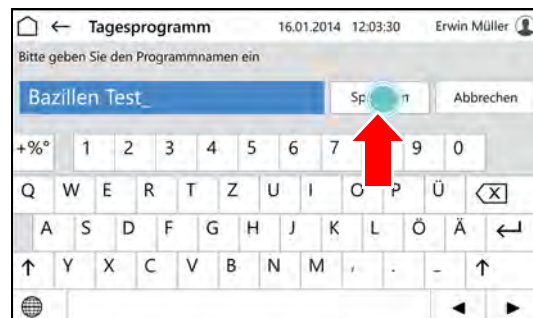 Tagesprogramm 16.01.2014 12:03:30 Erwin Müller
Bitte geben Sie den Programmnamen ein
Bazillen Test_ Abbrechen
+%° 1 2 3 4 5 6 7 9 0
Q W E R T Z U I O P Ü
A S D F G H J K L Ö Ä
Y X C V B N M , . -